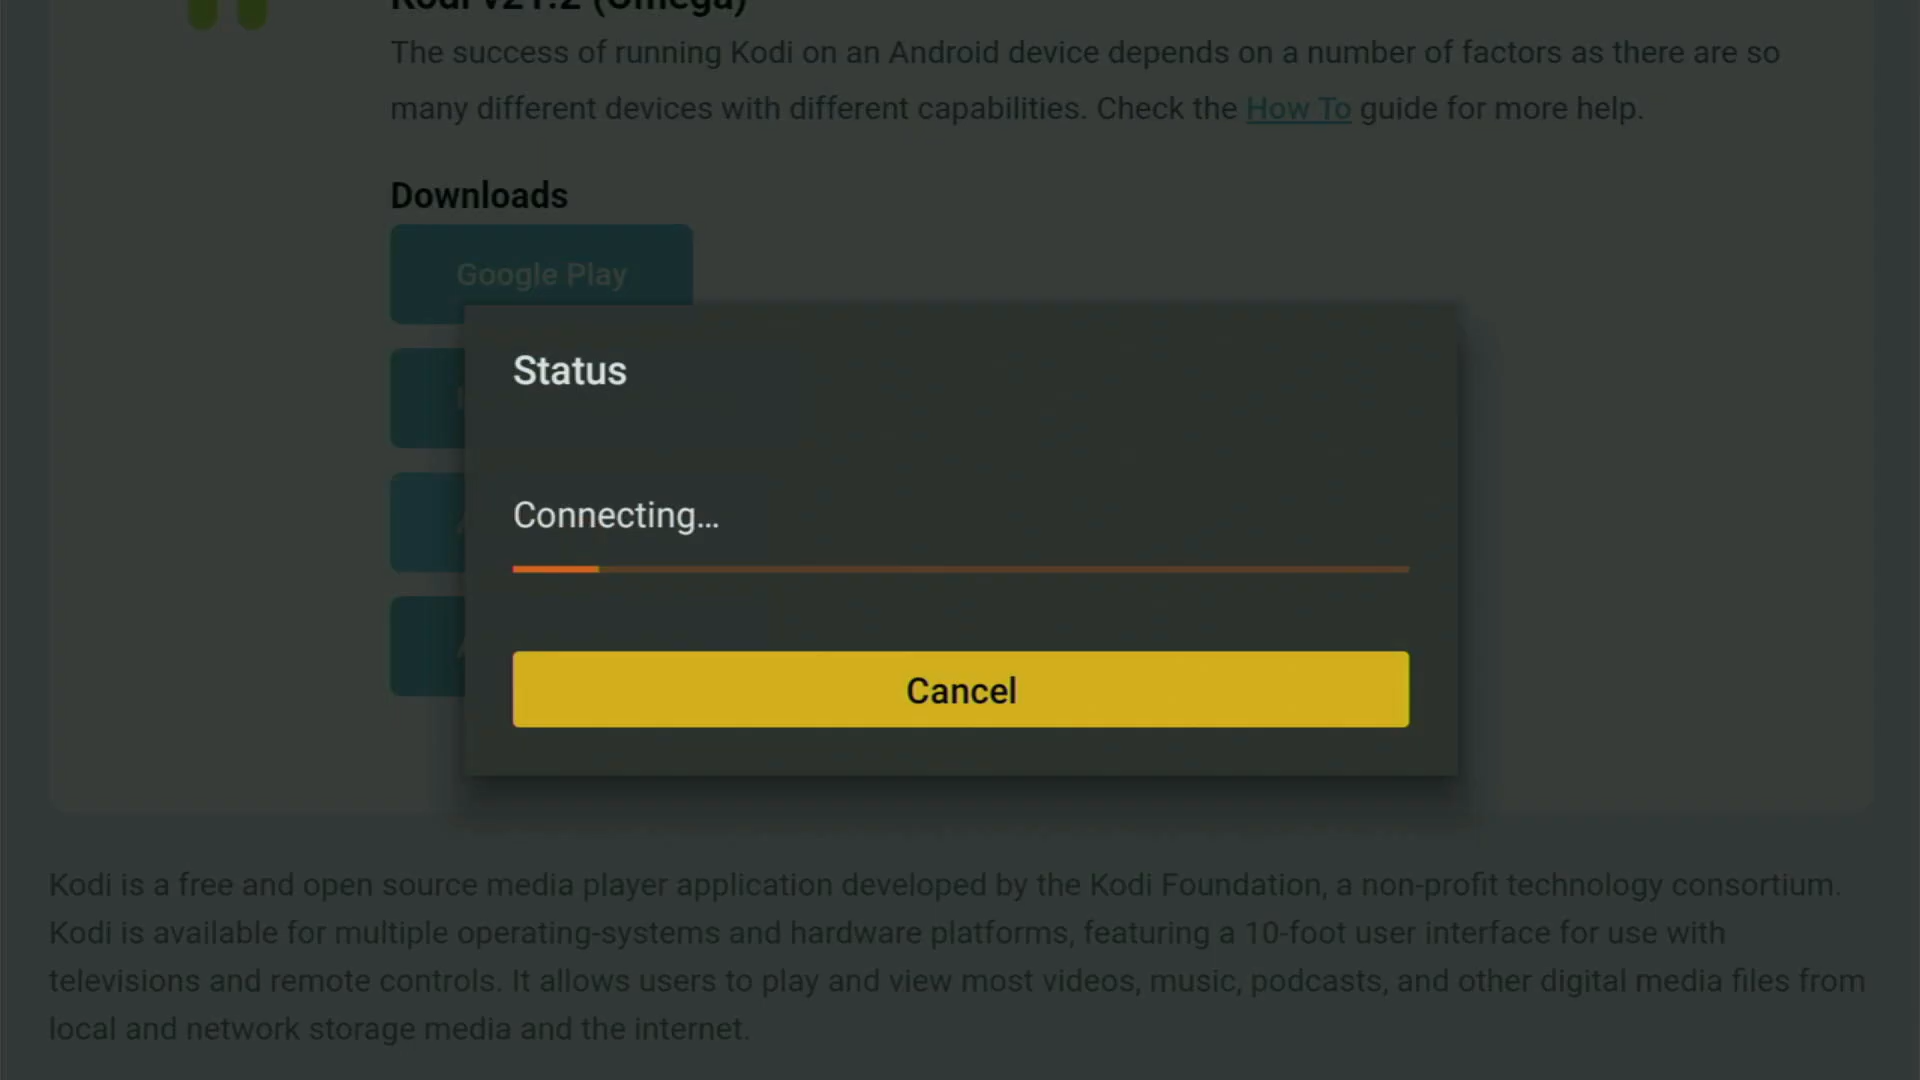 Kodi v21.2 (Omega)
The success of running Kodi on an Android device depends on a number of factors as there are so
many different devices with different capabilities. Check the How To guide for more help.
Downloads
Google Play
Status
Connecting…
Cancel
Kodi is a free and open source media player application developed by the Kodi Foundation, a non-profit technology consortium.
Kodi is available for multiple operating-systems and hardware platforms, featuring a 10-foot user interface for use with
televisions and remote controls. It allows users to play and view most videos, music, podcasts, and other digital media files from
local and network storage media and the internet.